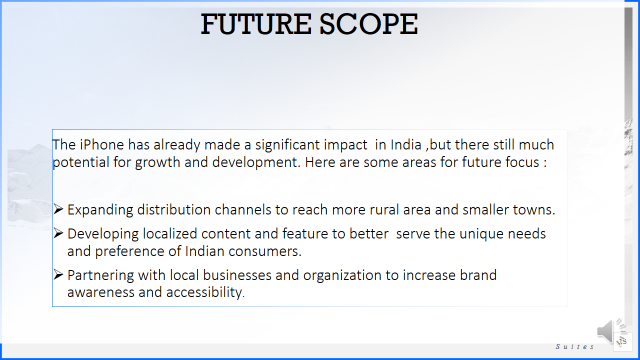 FUTURE SCOPE
The iPhone has already made a significant impact  in India ,but there still much
potential for growth and development. Here are some areas for future focus :
➢ Expanding distribution channels to reach more rural area and smaller towns.
➢ Developing localized content and feature to better  serve the unique needs
and preference of Indian consumers.
➢ Partnering with local businesses and organization to increase brand
awareness and accessibility.
Suites